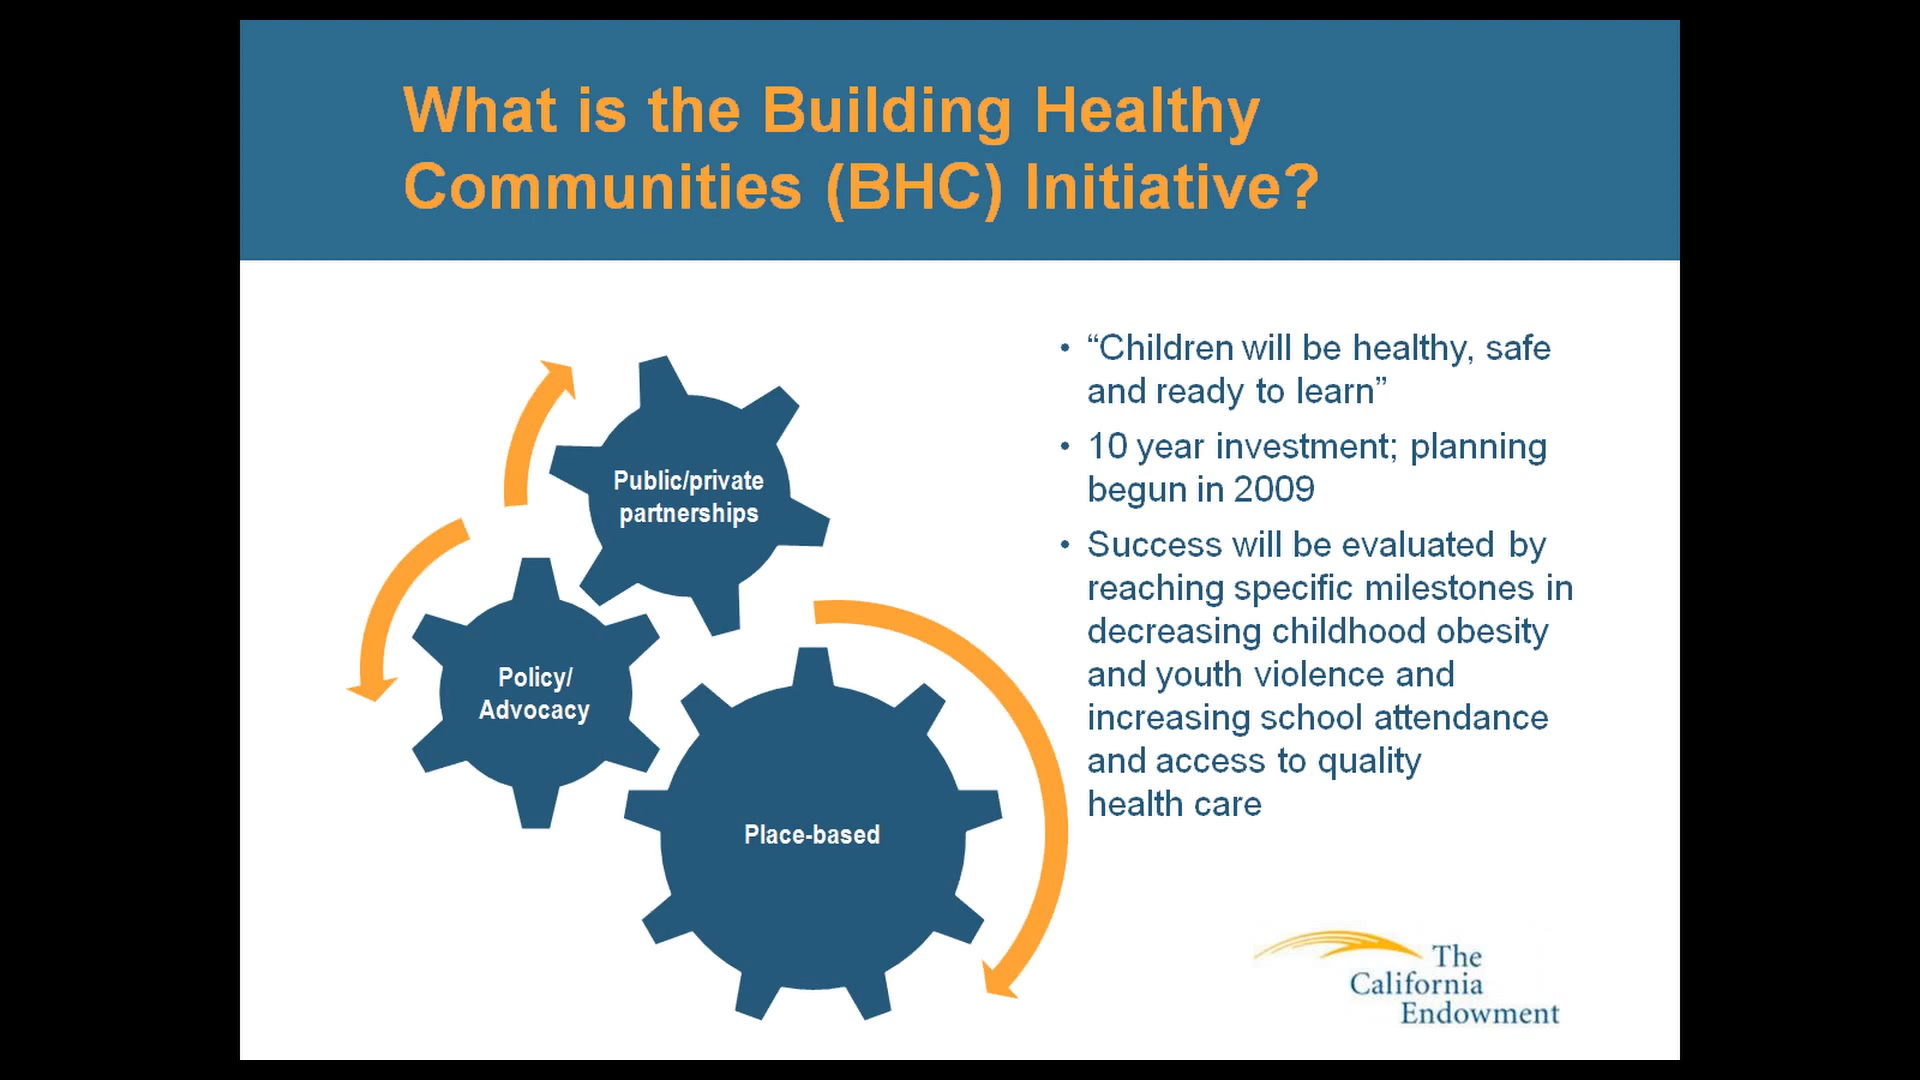 What is the Building Healthy
Communities (BHC) Initiative?
Public/private
partnerships
Policy/
Advocacy
Place-based
• “Children will be healthy, safe
and ready to learn”
• 10 year investment; planning
begun in 2009
• Success will be evaluated by
reaching specific milestones in
decreasing childhood obesity
and youth violence and
increasing school attendance
and access to quality
health care
The
California
Endowment